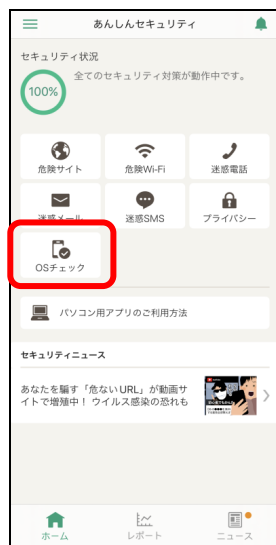 あんしんセキュリティ
セキュリティ状況
100%
全てのセキュリティ対策が動作中です。
危険サイト
危険Wi-Fi
迷惑電話
迷惑メール
迷惑SMS
プライバシー
OSチェック
パソコン用アプリのご利用方法
セキュリティニュース
あなたを騙す「危ないURL」が動画サ
イトで増殖中！ ウイルス感染の恐れも
ホーム
レポート
ニュース